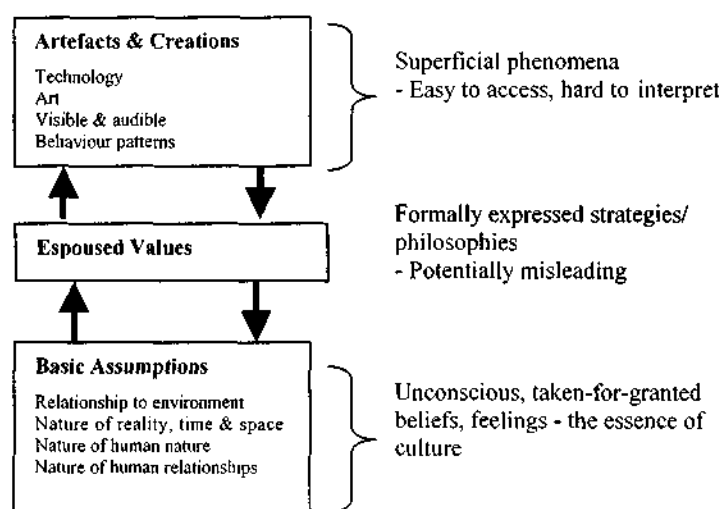 Artefacts & Creations
Technology
Art
Visible & audible
Behaviour patterns
Superficial phenomena
- Easy to access, hard to interpret
Espoused Values
Formally expressed strategies/
philosophies
- Potentially misleading
Basic Assumptions
Relationship to environment
Nature of reality, time & space
Nature of human nature
Nature of human relationships
Unconscious, taken-for-granted
beliefs, feelings - the essence of
culture